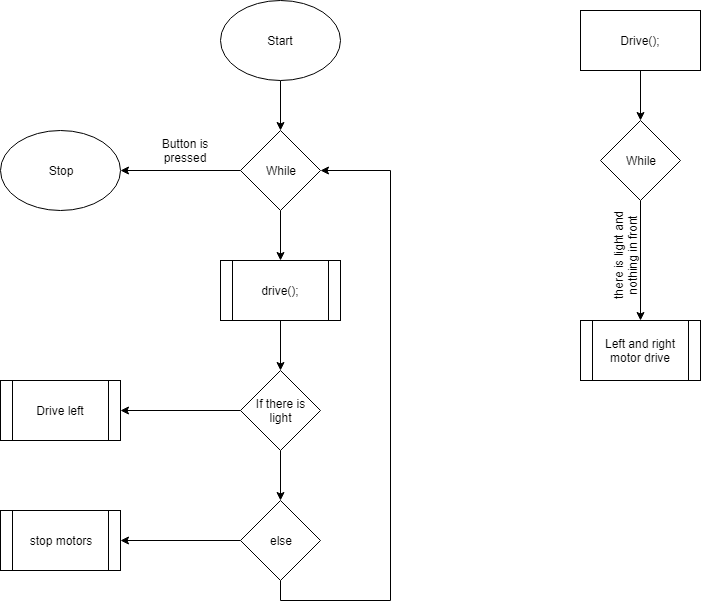 Start
Drive();
Button is
pressed
Stop
While
While
there is light and
nothing in front
drive();
Left and right
motor drive
If there is
light
Drive left
else
stop motors